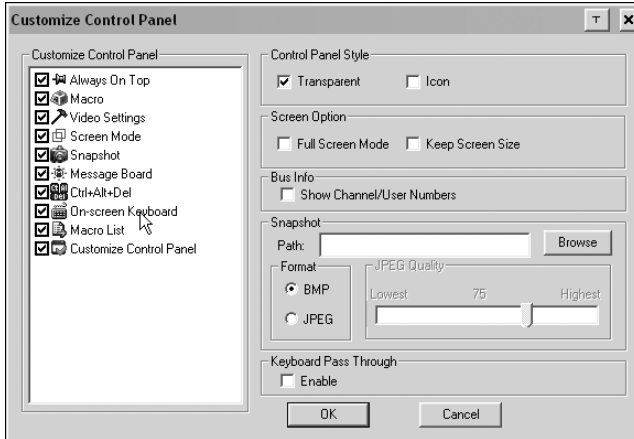 Customize Control Panel
Customize Control Panel
Always On Top
Macro
Video Settings
Screen Mode
Snapshot
Message Board
Ctrl+Alt+Del
On-screen Keyboard
Macro List
Customize Control Panel
Control Panel Style
Transparent
Icon
Screen Option
Full Screen Mode
Keep Screen Size
Bus Info
Show Channel/User Numbers
Snapshot
Path:
Browse
Format
BMP
JPEG
JPEG Quality
Lowest 75 Highest
Keyboard Pass Through
Enable
OK
Cancel